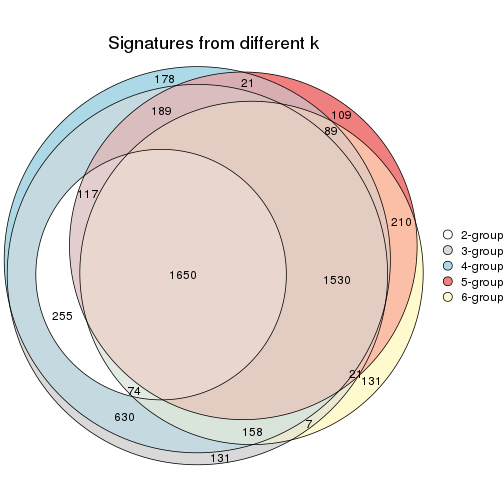 Signatures from different k
178
21
189
109
89
117
210
2-group
3-group
4-group
5-group
6-group
1650
1530
255
21
131
74
630
7
158
131